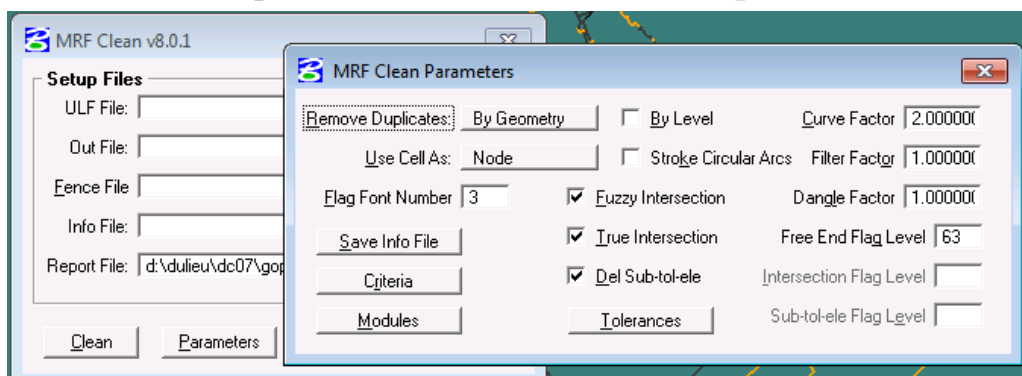 MRF Clean v8.0.1
Setup Files
ULF File:
Out File:
Fence File
Info File:
Report File: d:\dulieu\dc07\gop
Clean Parameters
MRF Clean Parameters
Remove Duplicates: By Geometry By Level Curve Factor 2.00000
Use Cell As: Node Stroke Circular Arcs Filter Factor 1.00000
Flag Font Number 3 Fuzzy Intersection Dangle Factor 1.00000
Save Info File True Intersection Free End Flag Level 63
Criteria Del Sub-tol-ele Intersection Flag Level
Modules Tolerances Sub-tol-ele Flag Level